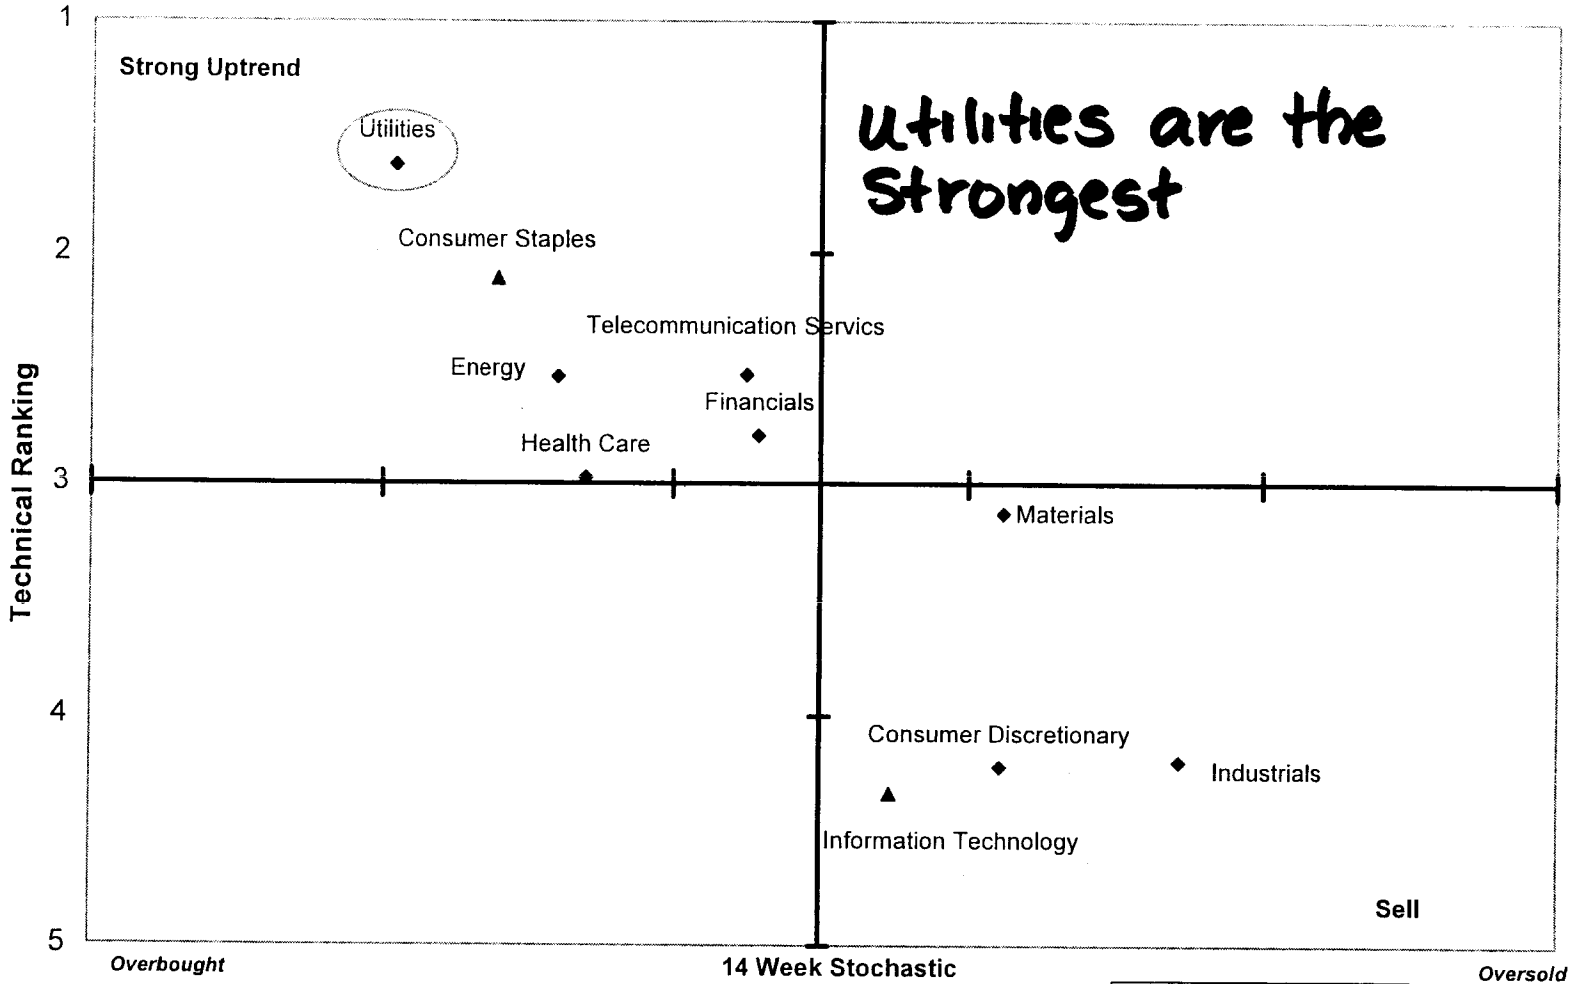 1
Strong Uptrend
Utilities
utilities are the
Strongest
Consumer Staples
2
Telecommunication Servics
Energy
Financials
Health Care
Technical Ranking
3
Materials
4
Consumer Discretionary
Industrials
Information Technology
Sell
5
Overbought
14 Week Stochastic
Oversold